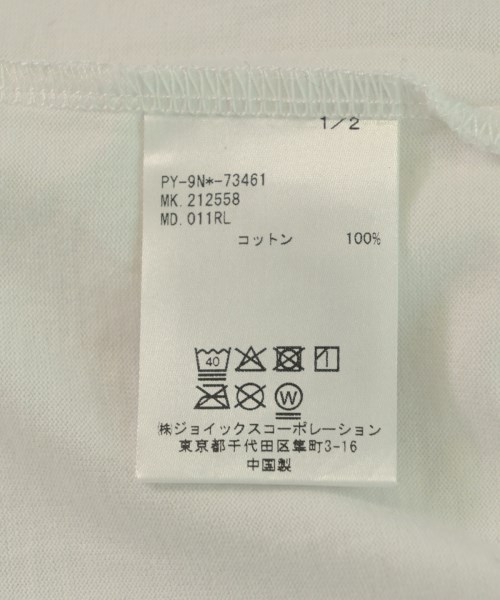 1/2
PY-9N*-73461
MK. 212558
MD. 011RL
コットン 100%
40
W
㈱ジョイックスコーポレーション
東京都千代田区隼町3-16
中国製